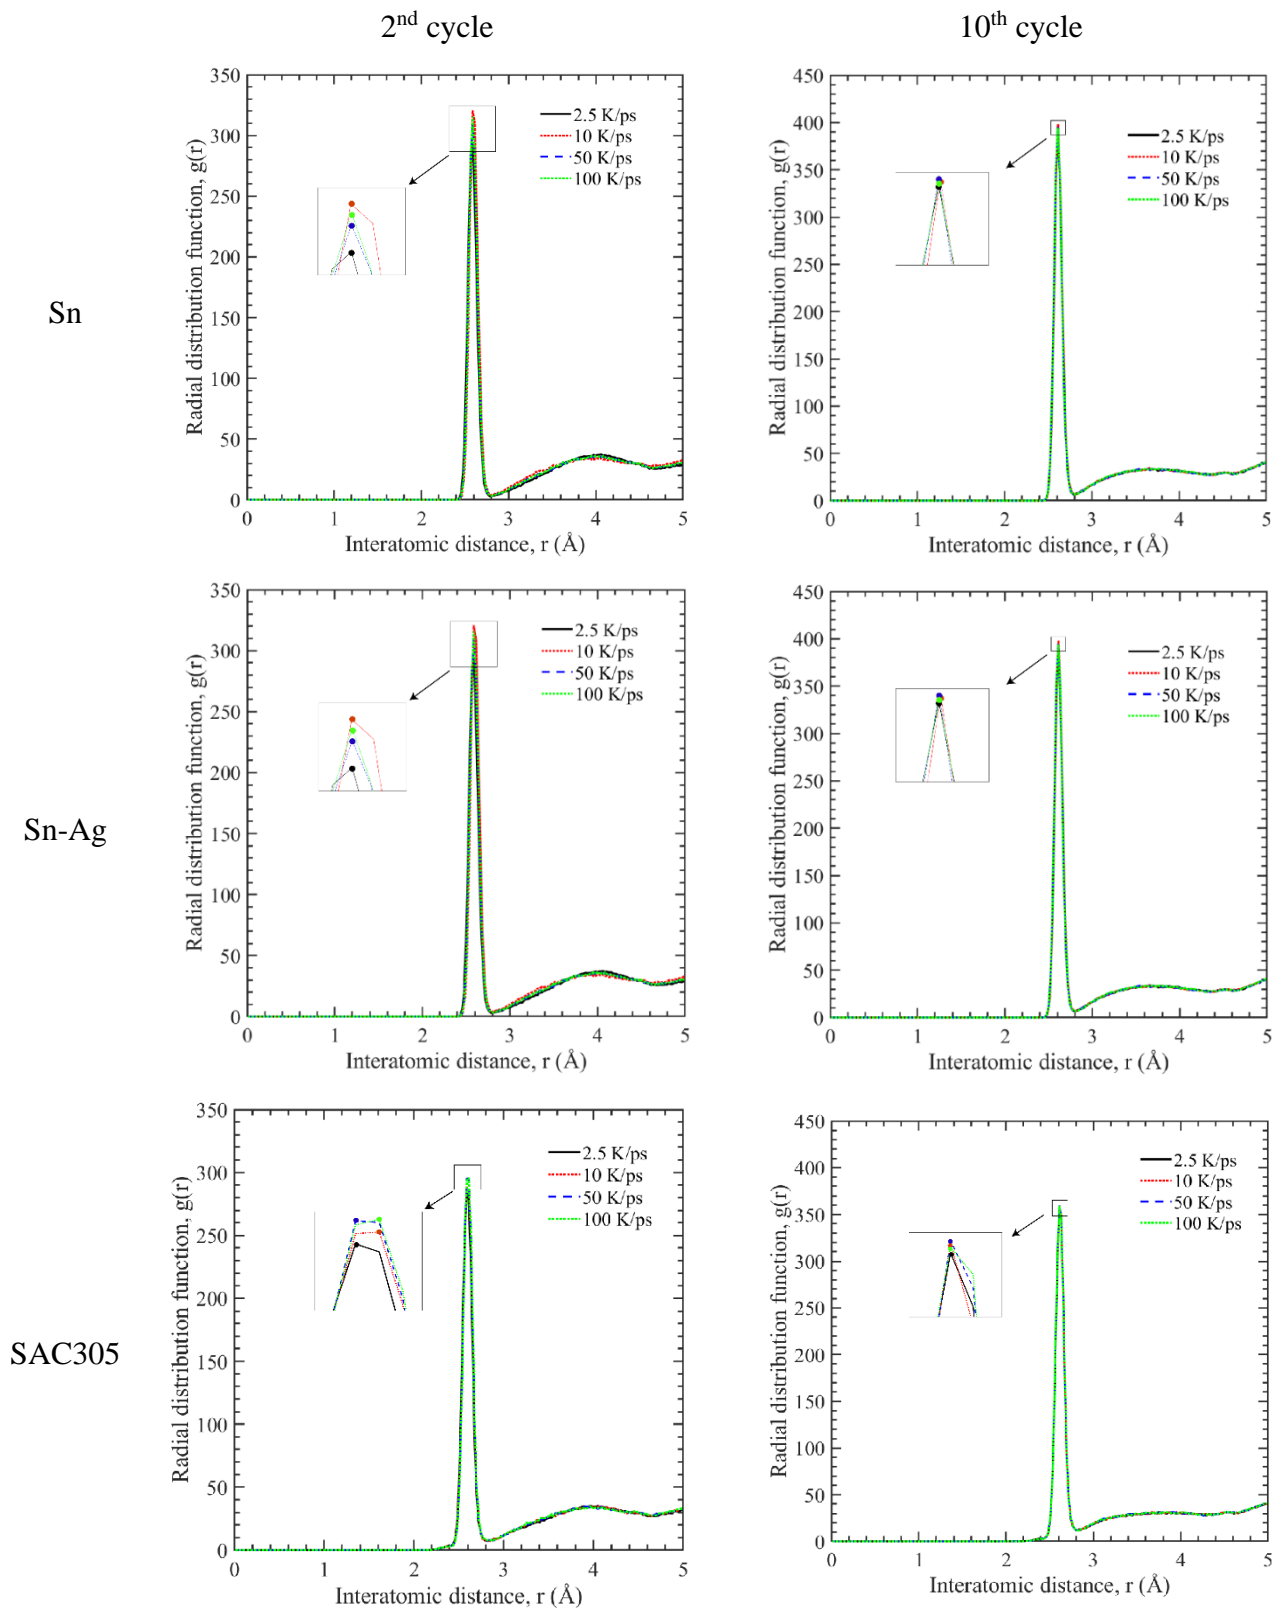 2nd cycle
10th cycle
Sn
Radial distribution function, g(r)
350
300
250
200
150
100
50
0
2.5 K/ps
10 K/ps
50 K/ps
100 K/ps
0 1 2 3 4 5
Interatomic distance, r (Å)
Radial distribution function, g(r)
450
400
350
300
250
200
150
100
50
0
2.5 K/ps
10 K/ps
50 K/ps
100 K/ps
0 1 2 3 4 5
Interatomic distance, r (Å)
Sn-Ag
Radial distribution function, g(r)
350
300
250
200
150
100
50
0
2.5 K/ps
10 K/ps
50 K/ps
100 K/ps
0 1 2 3 4 5
Interatomic distance, r (Å)
Radial distribution function, g(r)
450
400
350
300
250
200
150
100
50
0
2.5 K/ps
10 K/ps
50 K/ps
100 K/ps
0 1 2 3 4 5
Interatomic distance, r (Å)
SAC305
Radial distribution function, g(r)
350
300
250
200
150
100
50
0
2.5 K/ps
10 K/ps
50 K/ps
100 K/ps
0 1 2 3 4 5
Interatomic distance, r (Å)
Radial distribution function, g(r)
450
400
350
300
250
200
150
100
50
0
2.5 K/ps
10 K/ps
50 K/ps
100 K/ps
0 1 2 3 4 5
Interatomic distance, r (Å)